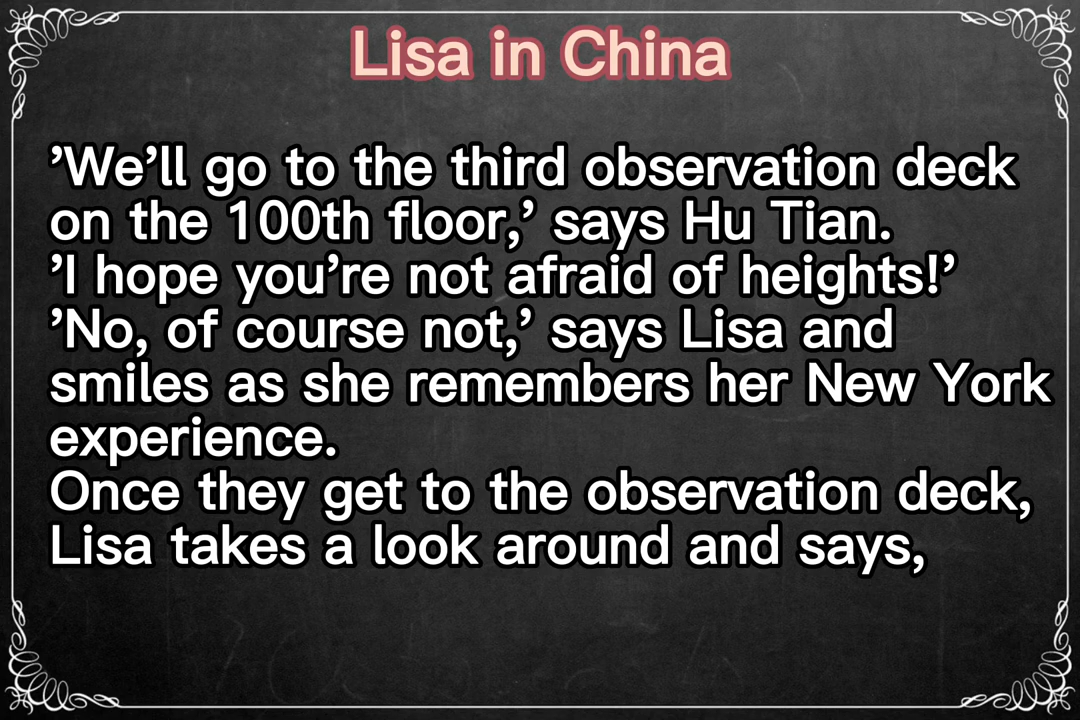 Lisa in China
’We’ll go to the third observation deck
on the 100th floor,’ says Hu Tian.
’I hope you’re not afraid of heights!’
’No, of course not,’ says Lisa and
smiles as she remembers her New York
experience.
Once they get to the observation deck,
Lisa takes a look around and says,